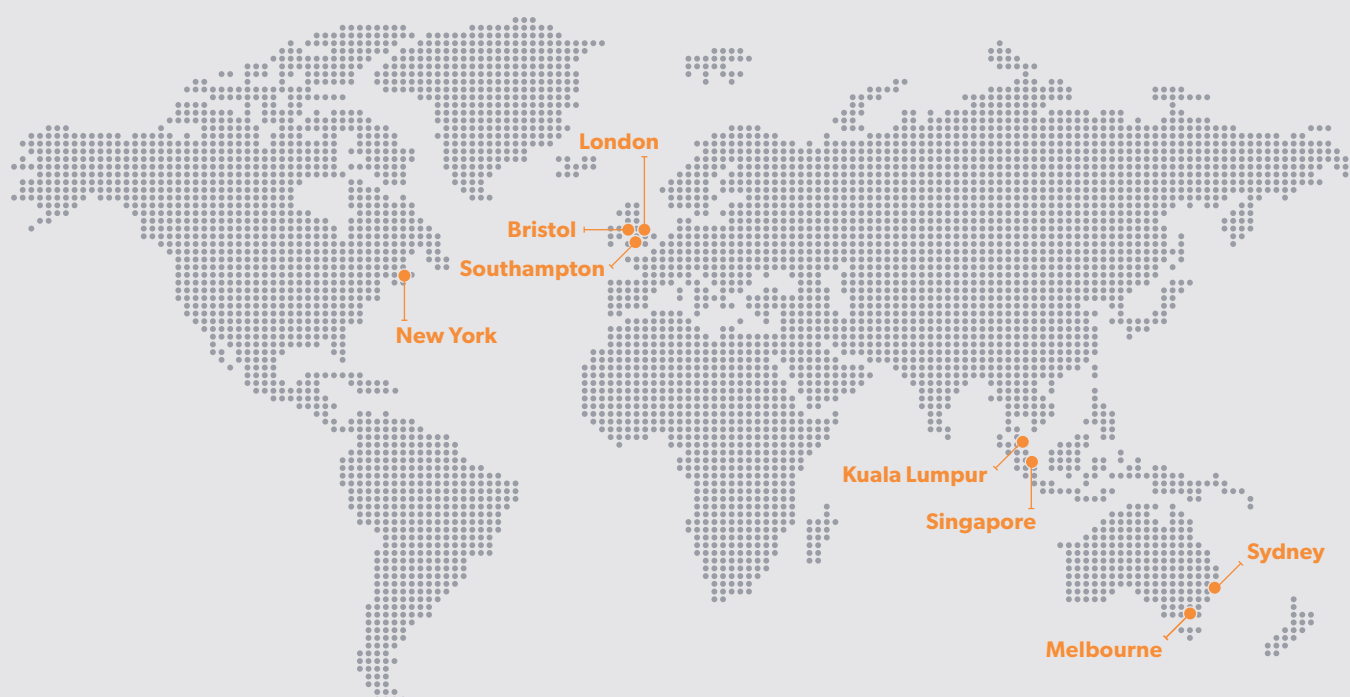 London
Bristol
Southampton
New York
Kuala Lumpur
Singapore
Sydney
Melbourne